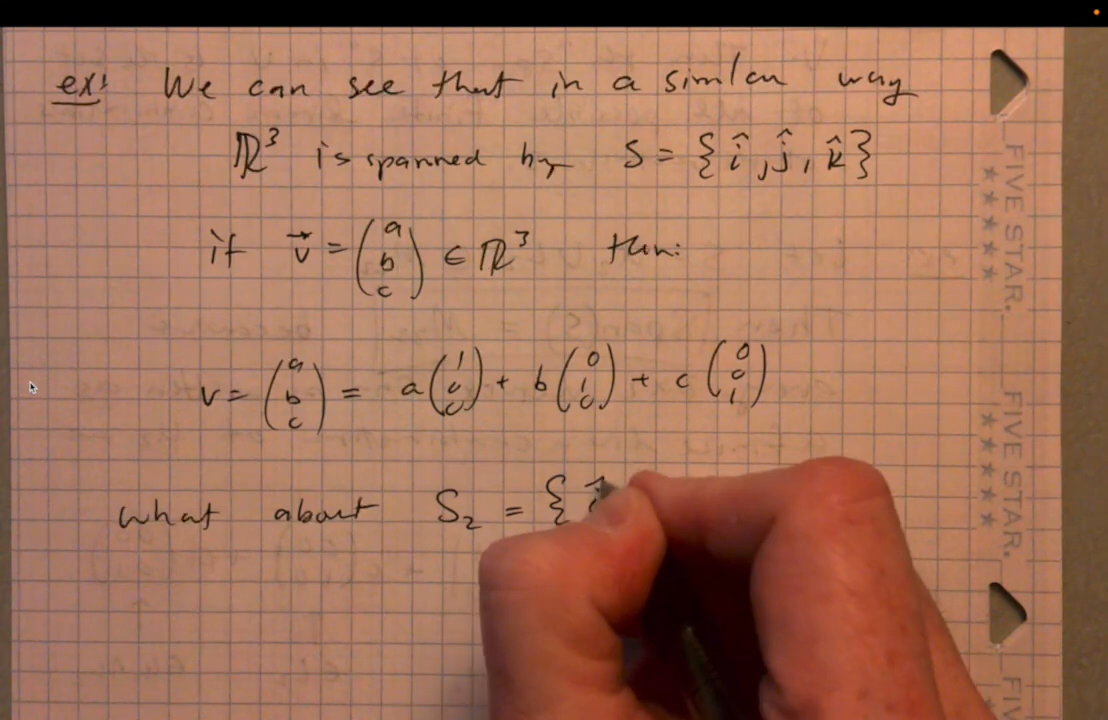 ex: We can see that in a similar way
ℝ³ is spanned by S = { î, ĵ, k̂ }
if v⃗ = (a b c) ∈ ℝ³ then:
v = (a b c) = a (1 0 0) + b (0 1 0) + c (0 0 1)
what about S₂ = {
FIVE STAR.
★★★★★
FIVE STAR.
★★★★★
FIV